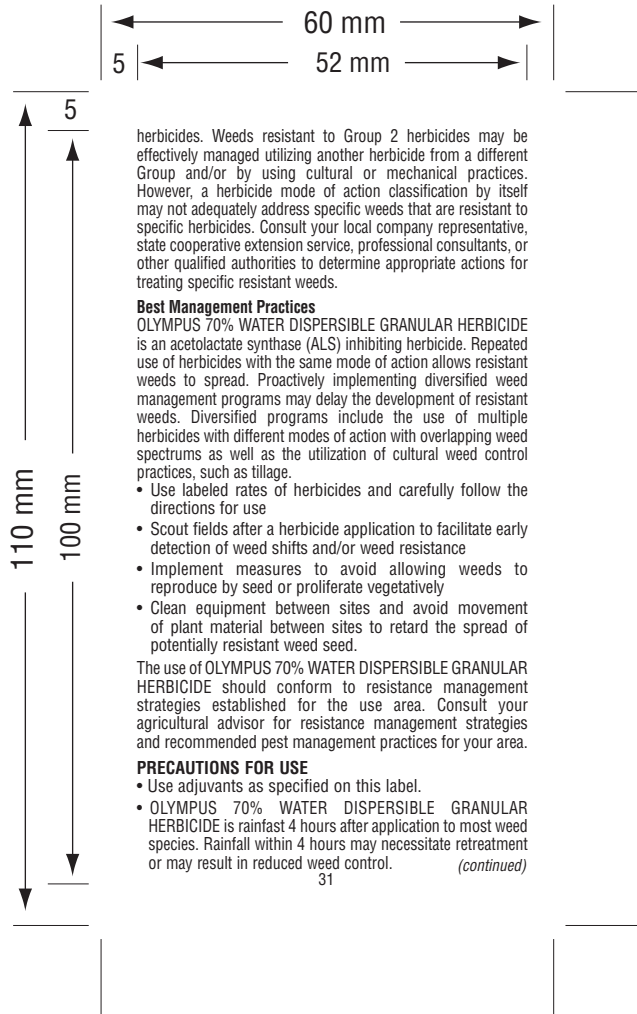 60 mm
5 52 mm
5
110 mm
100 mm
herbicides. Weeds resistant to Group 2 herbicides may be
effectively managed utilizing another herbicide from a different
Group and/or by using cultural or mechanical practices.
However, a herbicide mode of action classification by itself
may not adequately address specific weeds that are resistant to
specific herbicides. Consult your local company representative,
state cooperative extension service, professional consultants, or
other qualified authorities to determine appropriate actions for
treating specific resistant weeds.
Best Management Practices
OLYMPUS 70% WATER DISPERSIBLE GRANULAR HERBICIDE
is an acetolactate synthase (ALS) inhibiting herbicide. Repeated
use of herbicides with the same mode of action allows resistant
weeds to spread. Proactively implementing diversified weed
management programs may delay the development of resistant
weeds. Diversified programs include the use of multiple
herbicides with different modes of action with overlapping weed
spectrums as well as the utilization of cultural weed control
practices, such as tillage.
• Use labeled rates of herbicides and carefully follow the
directions for use
• Scout fields after a herbicide application to facilitate early
detection of weed shifts and/or weed resistance
• Implement measures to avoid allowing weeds to
reproduce by seed or proliferate vegetatively
• Clean equipment between sites and avoid movement
of plant material between sites to retard the spread of
potentially resistant weed seed.
The use of OLYMPUS 70% WATER DISPERSIBLE GRANULAR
HERBICIDE should conform to resistance management
strategies established for the use area. Consult your
agricultural advisor for resistance management strategies
and recommended pest management practices for your area.
PRECAUTIONS FOR USE
• Use adjuvants as specified on this label.
• OLYMPUS 70% WATER DISPERSIBLE GRANULAR
HERBICIDE is rainfast 4 hours after application to most weed
species. Rainfall within 4 hours may necessitate retreatment
or may result in reduced weed control. (continued)
31